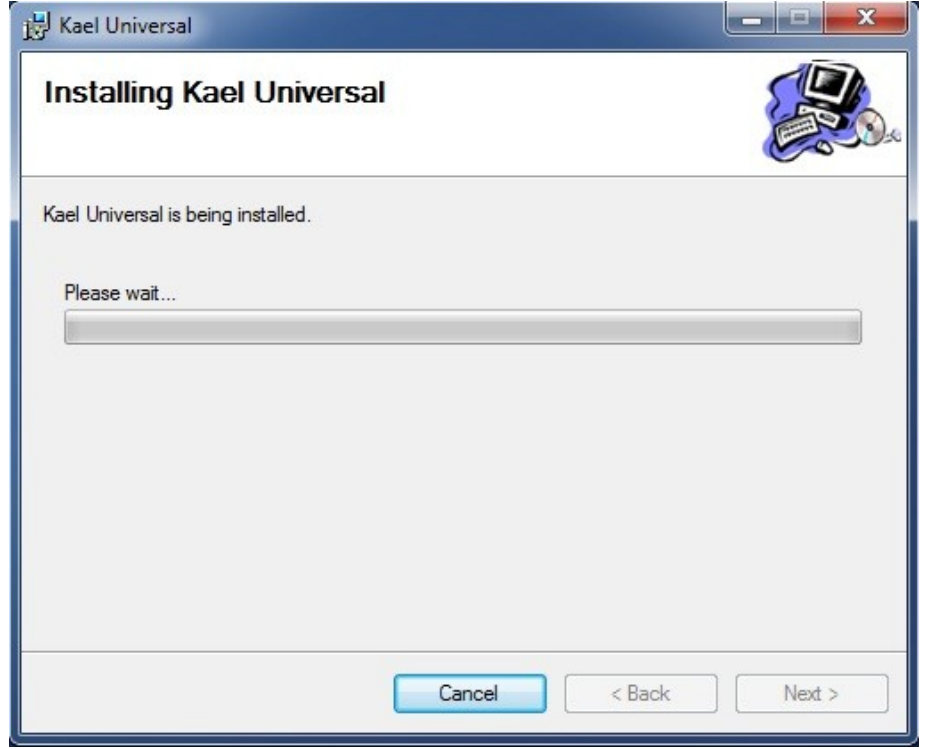 Kael Universal
Installing Kael Universal
Kael Universal is being installed.
Please wait...
Cancel
< Back
Next >